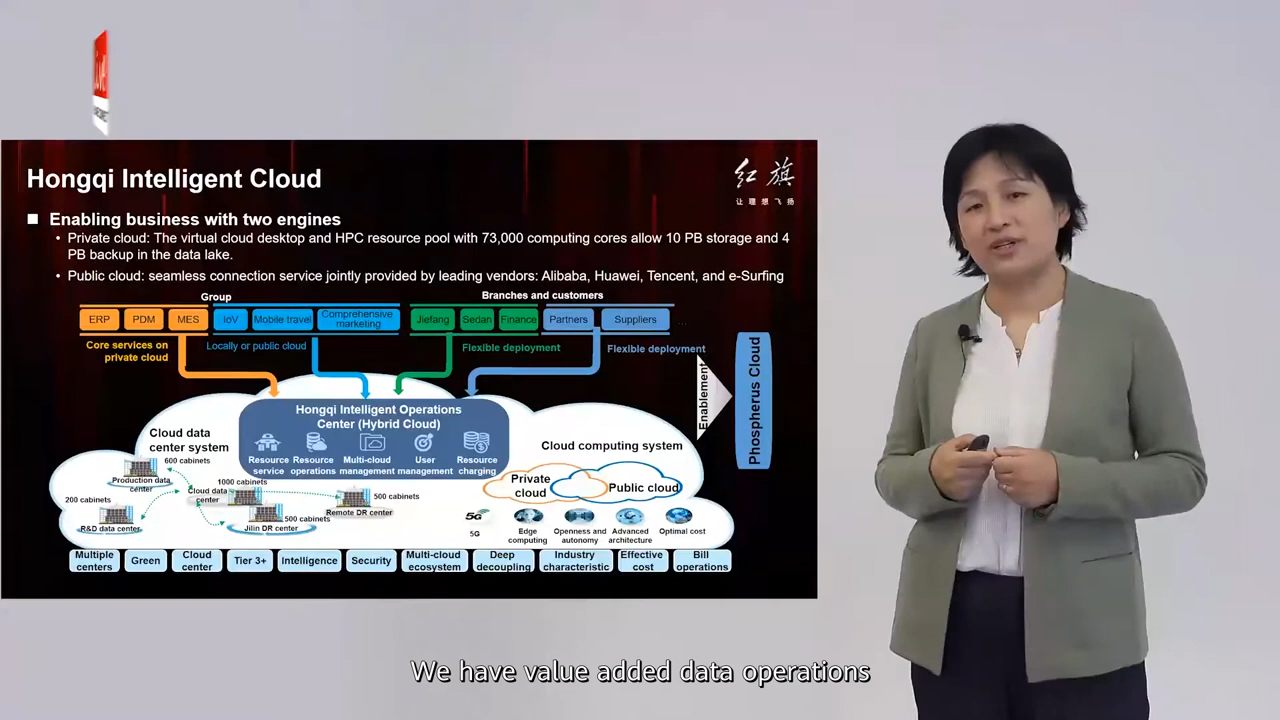 Live
Hongqi Intelligent Cloud
红旗
让理想飞扬
Enabling business with two engines
Private cloud: The virtual cloud desktop and HPC resource pool with 73,000 computing cores allow 10 PB storage and 4
PB backup in the data lake.
Public cloud: seamless connection service jointly provided by leading vendors: Alibaba, Huawei, Tencent, and e-Surfing
Group
Branches and customers
ERP
PDM
MES
IoV
Mobile travel
Comprehensive
marketing
Jiefang
Sedan
Finance
Partners
Suppliers
...
Core services on
private cloud
Locally or public cloud
Flexible deployment
Flexible deployment
Enablement
Phospherus Cloud
Hongqi Intelligent Operations
Center (Hybrid Cloud)
Resource
service
Resource
operations
Multi-cloud
management
User
management
Resource
charging
Cloud data
center system
600 cabinets
Production data
center
200 cabinets
R&D data center
1000 cabinets
Cloud data
center
500 cabinets
Jilin DR center
500 cabinets
Remote DR center
Cloud computing system
Private
cloud
Public cloud
5G
5G
Edge
computing
Openness and
autonomy
Advanced
architecture
Optimal cost
Multiple
centers
Green
Cloud
center
Tier 3+
Intelligence
Security
Multi-cloud
ecosystem
Deep
decoupling
Industry
characteristic
Effective
cost
Bill
operations
We have value added data operations